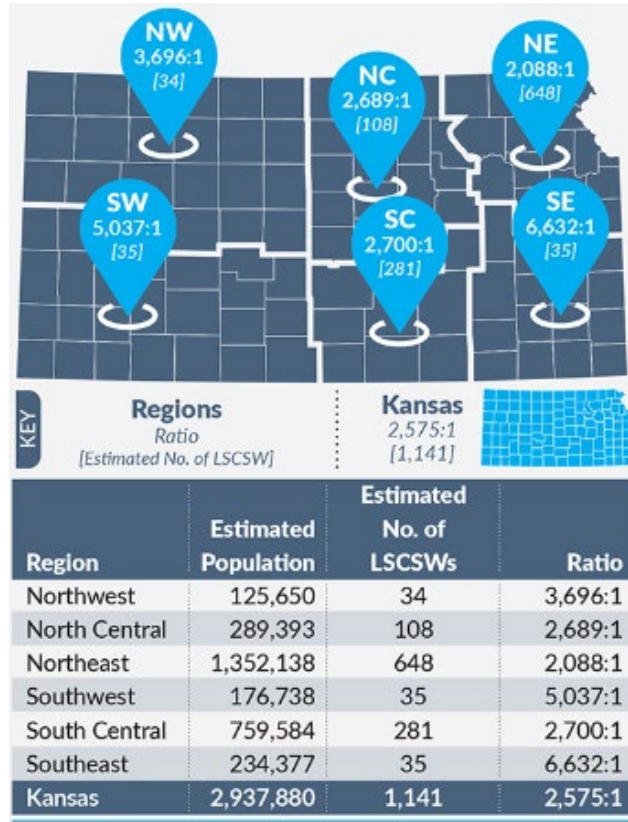 NW
3,696:1
[34]
NC
2,689:1
[108]
NE
2,088:1
[648]
SW
5,037:1
[35]
SC
2,700:1
[281]
SE
6,632:1
[35]
KEY
Regions
Ratio
[Estimated No. of LSCSW]
Kansas
2,575:1
[1,141]
Region Estimated Population Estimated No. of LSCSWs Ratio
Northwest 125,650 34 3,696:1
North Central 289,393 108 2,689:1
Northeast 1,352,138 648 2,088:1
Southwest 176,738 35 5,037:1
South Central 759,584 281 2,700:1
Southeast 234,377 35 6,632:1
Kansas 2,937,880 1,141 2,575:1